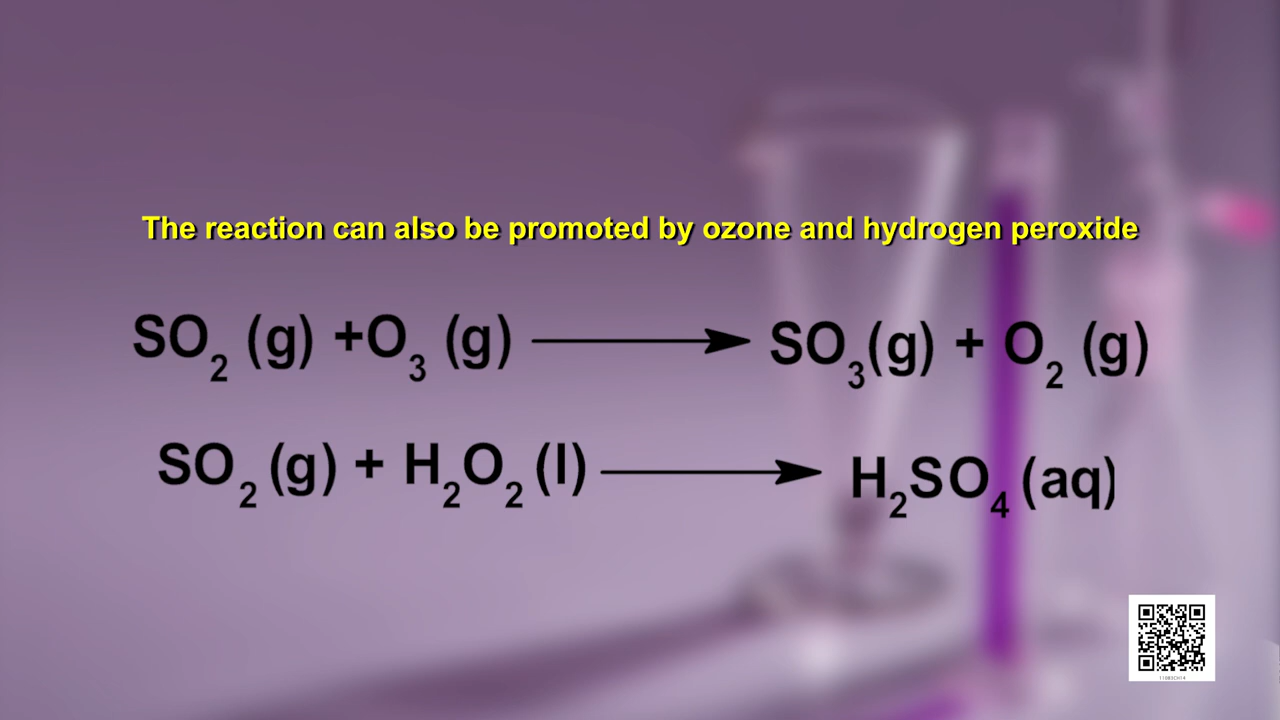 The reaction can also be promoted by ozone and hydrogen peroxide
SO₂ (g) +O₃ (g) ⟶ SO₃(g) + O₂ (g)
SO₂ (g) + H₂O₂ (l) ⟶ H₂SO₄ (aq)